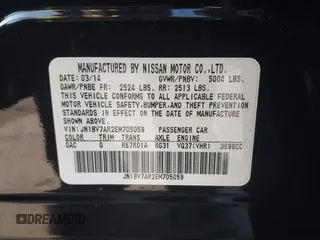 MANUFACTURED BY NISSAN MOTOR CO.,LTD.
DATE: 03/14 GVWR/PNBV: 5004 LBS.
GAWR/PNBE FR: 2524 LBS. RR: 2513 LBS.
THIS VEHICLE CONFORMS TO ALL APPLICABLE FEDERAL
MOTOR VEHICLE SAFETY,BUMPER,AND THEFT PREVENTION
STANDARDS IN EFFECT ON THE DATE OF MANUFACTURE
SHOWN ABOVE.
VIN:JN1BV7AR2EM705059 PASSENGER CAR
COLOR TRIM TRANS AXLE ENGINE
GAC G RE7R01A RG31 VQ37(VHR) 3696CC
JN1BV7AR2EM705059
DREAMBID